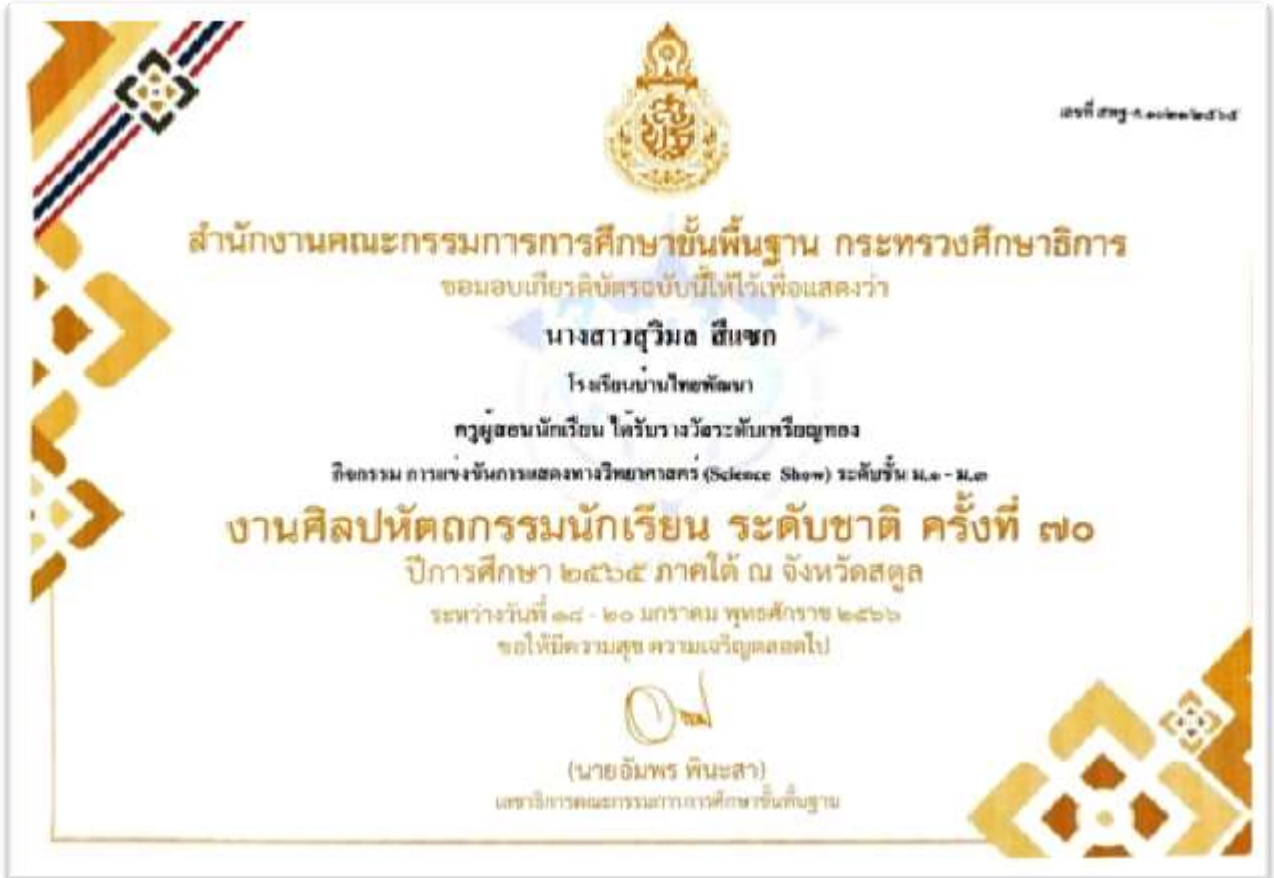 สำนักงานคณะกรรมการการศึกษาขั้นพื้นฐาน กระทรวงศึกษาธิการ
ขอมอบเกียรติบัตรฉบับนี้ให้ไว้เพื่อแสดงว่า
นางสาวสุวิมล สีแซก
โรงเรียนบ้านไทยพัฒนา
ครูผู้สอนนักเรียน ได้รับรางวัลระดับเหรียญทอง
กิจกรรม การแข่งขันการแสดงทางวิทยาศาสตร์ (Science Show) ระดับชั้น ม.๑ - ม.๓
งานศิลปหัตถกรรมนักเรียน ระดับชาติ ครั้งที่ ๗๐
ปีการศึกษา ๒๕๖๕ ภาคใต้ ณ จังหวัดสตูล
ระหว่างวันที่ ๑๘ - ๒๐ มกราคม พุทธศักราช ๒๕๖๖
ขอให้มีความสุข ความเจริญตลอดไป
(นายอัมพร พินะสา)
เลขาธิการคณะกรรมการการศึกษาขั้นพื้นฐาน